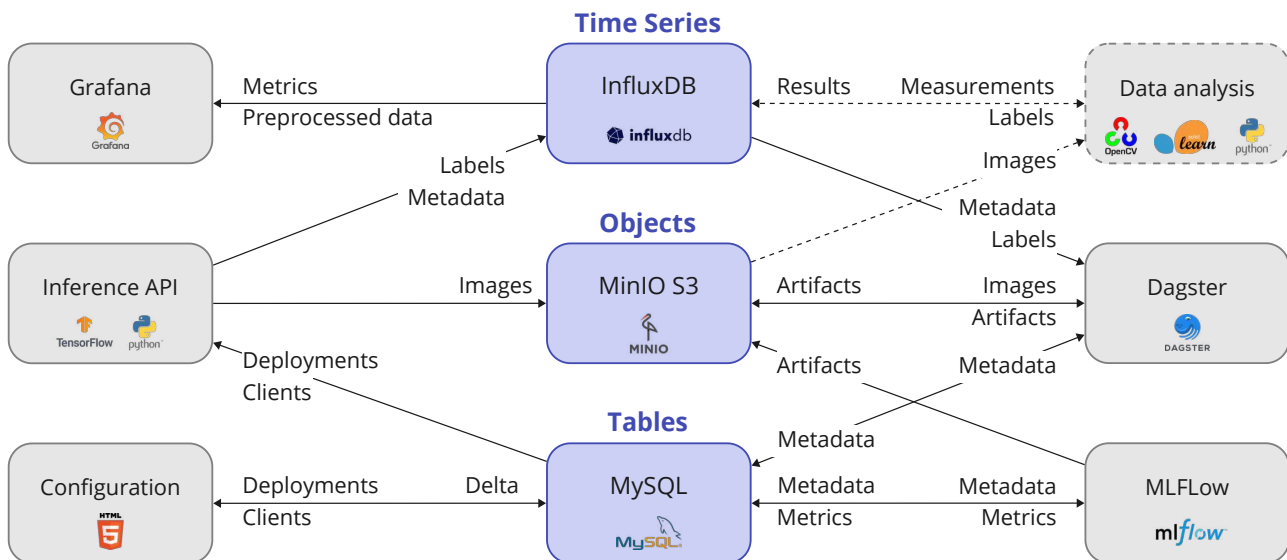 Time Series
Grafana
Grafana
Metrics
Preprocessed data
InfluxDB
influxdb
Results
Measurements
Labels
Data analysis
OpenCV
learn
python
Images
Labels
Metadata
Metadata
Labels
Objects
Inference API
TensorFlow
python
Images
MinIO S3
MINIO
Artifacts
Images
Artifacts
Dagster
DAGSTER
Deployments
Clients
Artifacts
Metadata
Tables
Metadata
Configuration
HTML
5
Deployments
Clients
Delta
MySQL
MySQL
Metadata
Metrics
Metadata
Metrics
MLFLow
mlflow